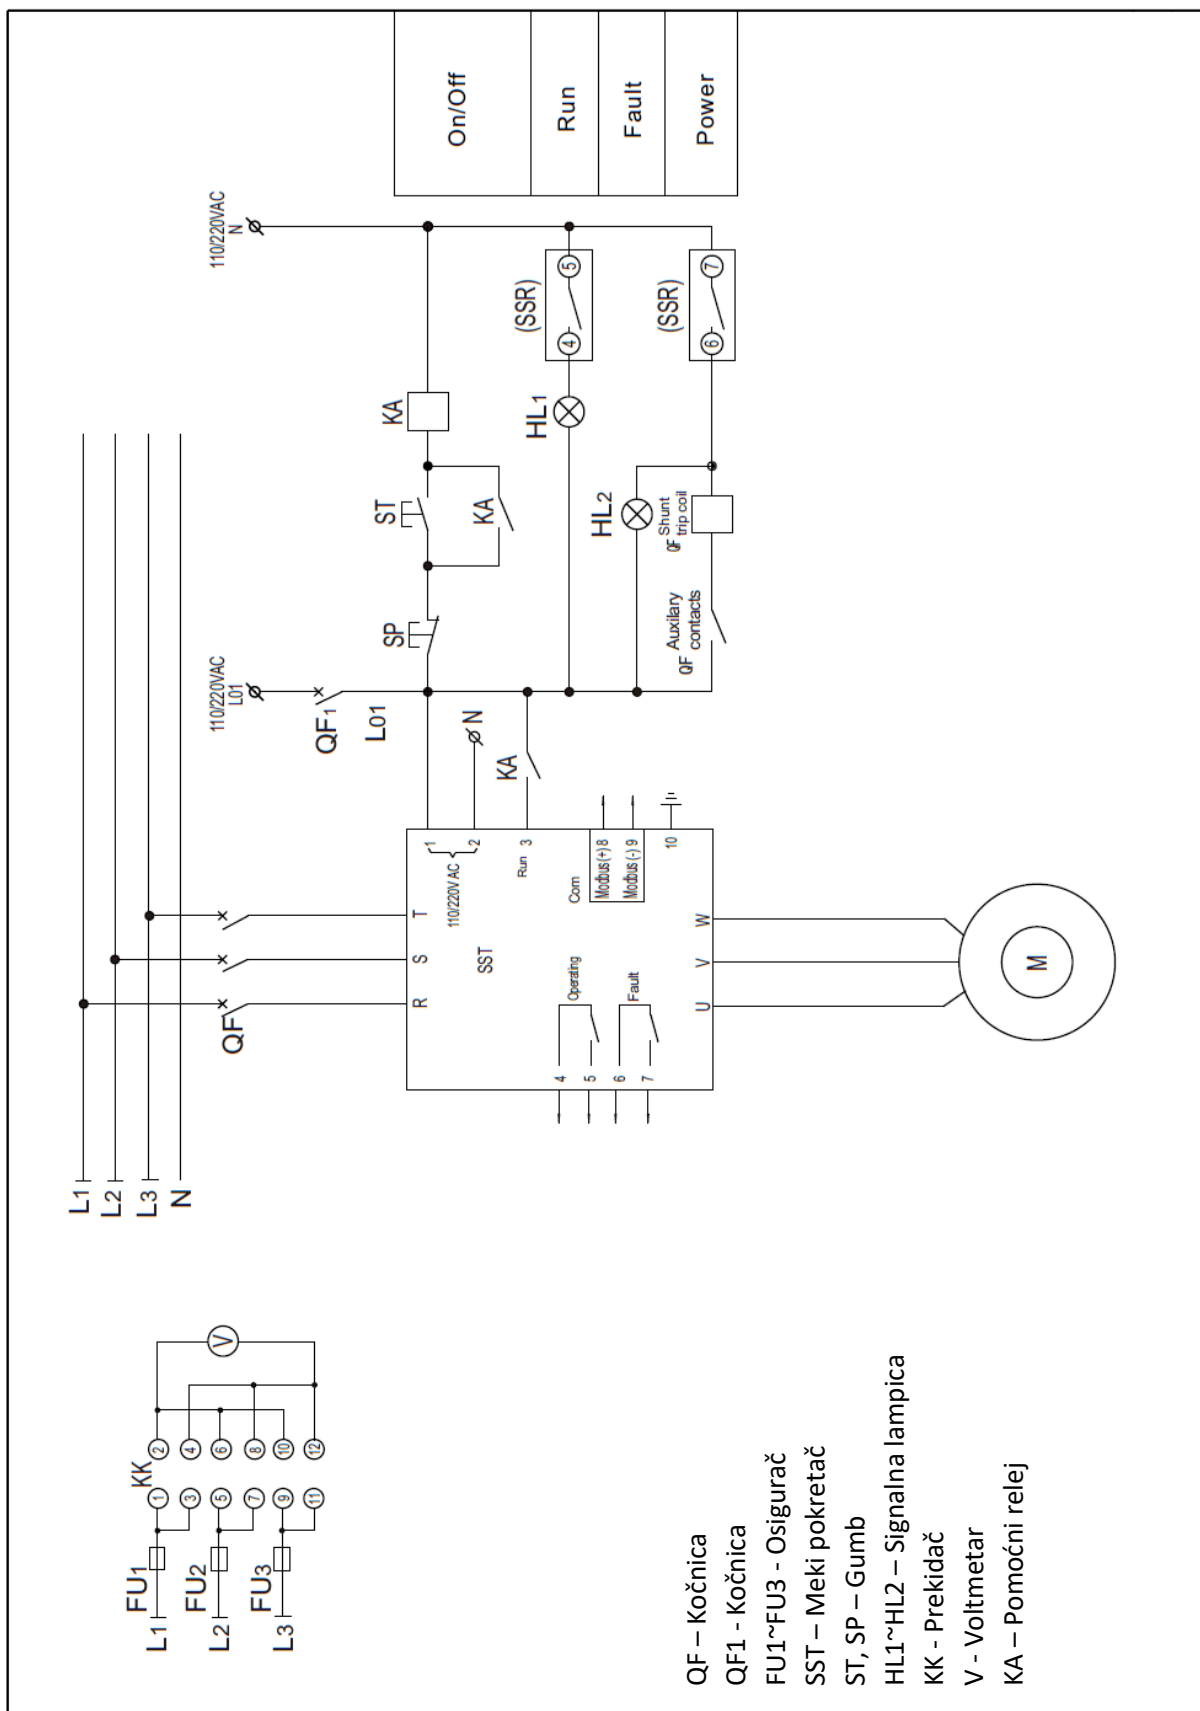 L1
L2
L3
N
QF
R
S
T
SST
1
2
110/220V AC
Run 3
Com
Modbus (+) 8
Modbus (-) 9
10
Operating
Fault
4
5
6
7
U
V
W
M
110/220VAC
L01
QF1
L01
N
KA
SP
ST
KA
KA
110/220VAC
N
HL1
4
5
(SSR)
HL2
QF Auxilary
contacts
QF Shunt
trip coil
6
7
(SSR)
On/Off
Run
Fault
Power
L1
FU1
L2
FU2
L3
FU3
KK
1
3
5
7
9
11
2
4
6
8
10
12
V
QF – Kočnica
QF1 - Kočnica
FU1~FU3 - Osigurač
SST – Meki pokretač
ST, SP – Gumb
HL1~HL2 – Signalna lampica
KK - Prekidač
V - Voltmetar
KA – Pomoćni relej